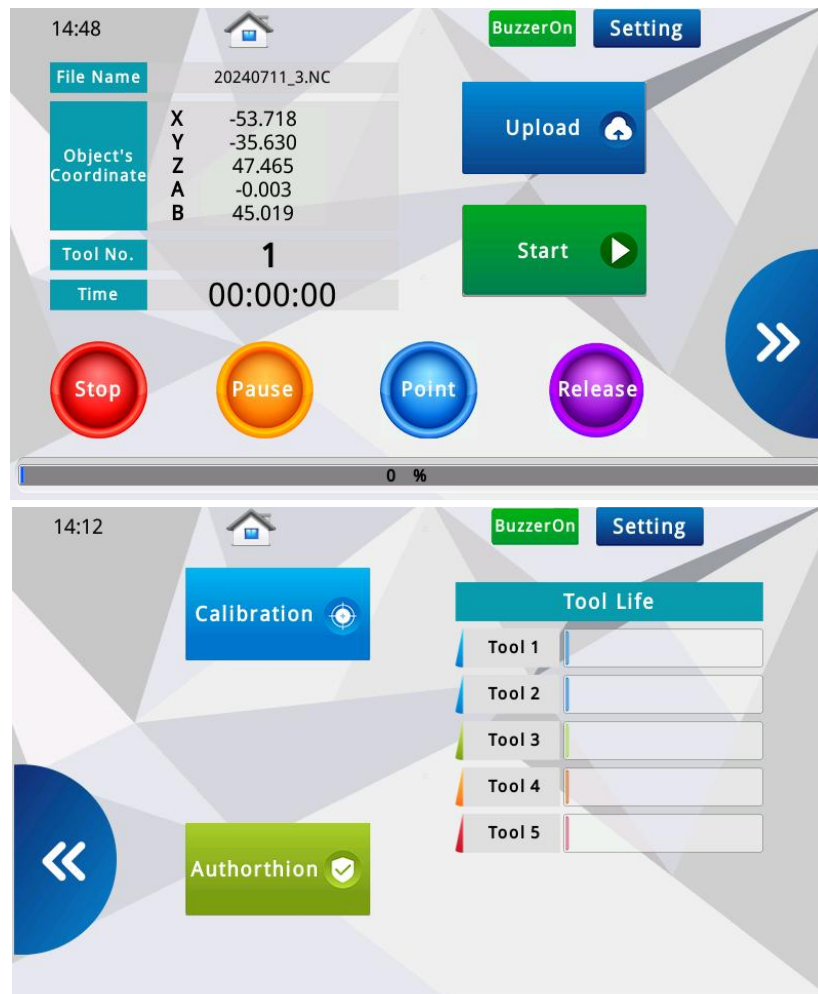 14:48
BuzzerOn
Setting
File Name
20240711_3.NC
Object's
Coordinate
X -53.718
Y -35.630
Z 47.465
A -0.003
B 45.019
Tool No.
1
Time
00:00:00
Upload
Start
Stop
Pause
Point
Release
0 %
14:12
BuzzerOn
Setting
Calibration
Authorthion
Tool Life
Tool 1
Tool 2
Tool 3
Tool 4
Tool 5